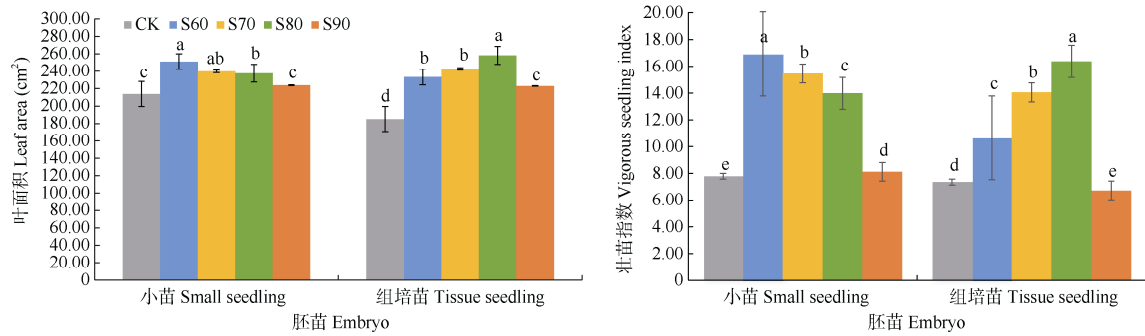 叶面积 Leaf area (cm²)
300.00
280.00
260.00
240.00
220.00
200.00
180.00
160.00
140.00
120.00
100.00
80.00
60.00
40.00
20.00
0.00
CK S60 S70 S80 S90
c a ab b c
d b b a c
小苗 Small seedling 组培苗 Tissue seedling
胚苗 Embryo
壮苗指数 Vigorous seedling index
20.00
18.00
16.00
14.00
12.00
10.00
8.00
6.00
4.00
2.00
0.00
e a b c d
d c b a e
小苗 Small seedling 组培苗 Tissue seedling
胚苗 Embryo